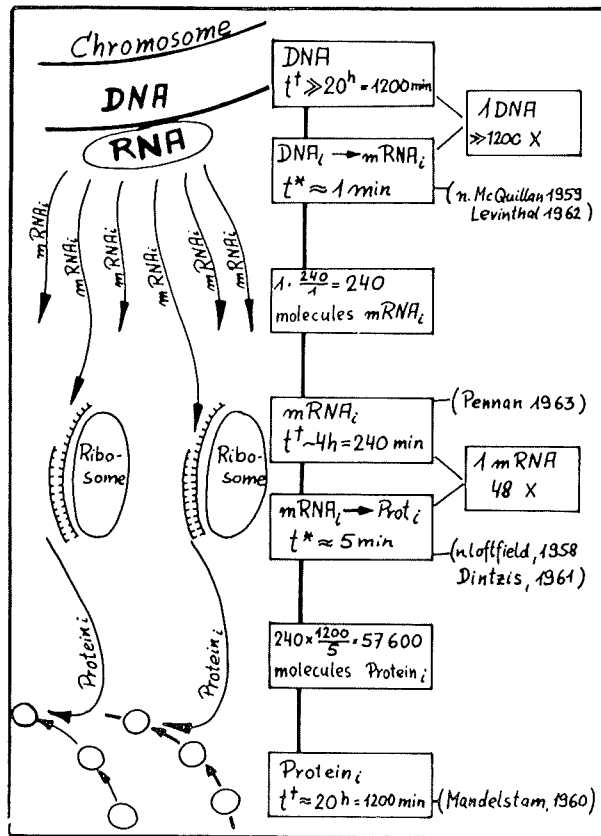 Chromosome
DNA
RNA
mRNAi
mRNAi
mRNAi
mRNAi
mRNAi
mRNAi
Ribo-
some
Ribo-
some
Proteini
Proteini
DNA
t† ≫ 20h = 1200 min
1 DNA
≫1200 X
DNAi → mRNAi
t* ≈ 1 min
(n. McQuillan 1959
Levinthal 1962)
1 · 240/1 = 240
molecules mRNAi
mRNAi
t† ~ 4h = 240 min
(Pennan 1963)
1 mRNA
48 X
mRNAi → Proti
t* ≈ 5 min
(n. loftfield, 1958
Dintzis, 1961)
240 × 1200/5 = 57 600
molecules Proteini
Proteini
t† ≈ 20h = 1200 min
(Mandelstam, 1960)